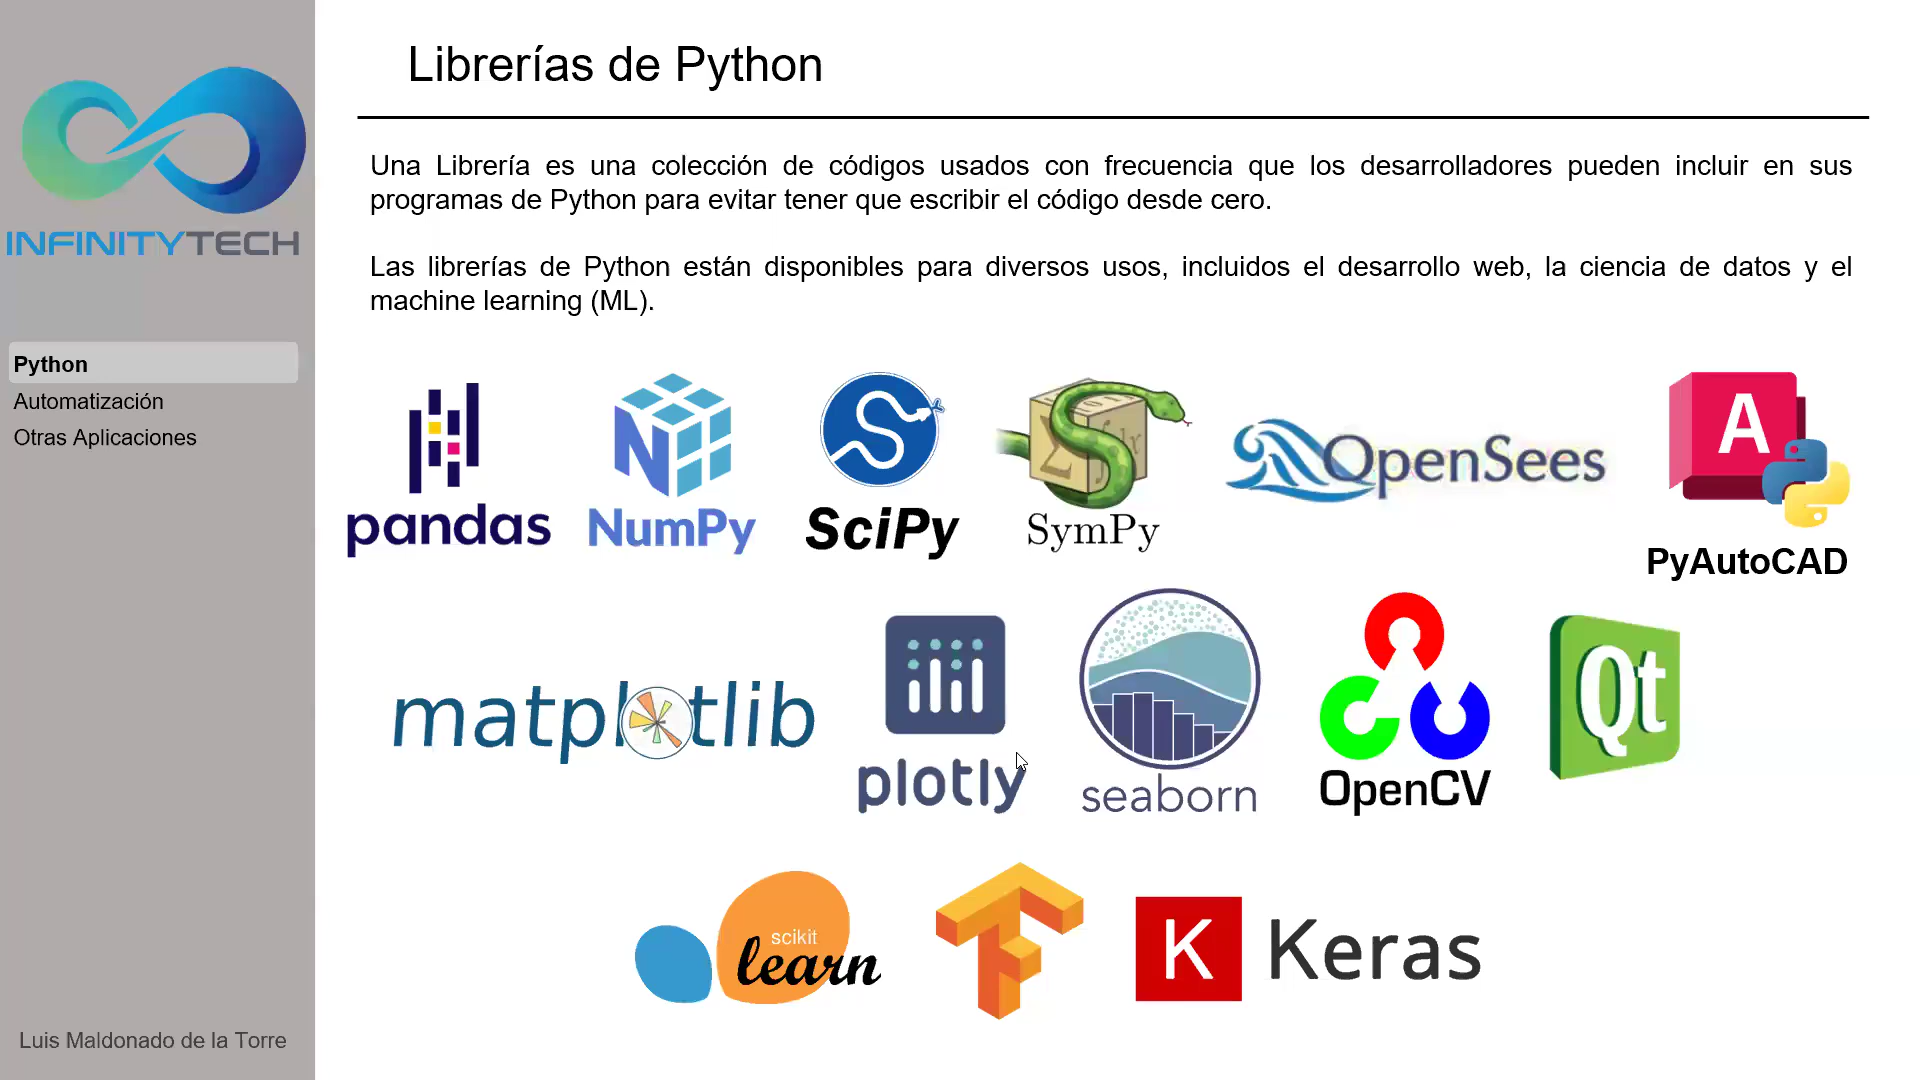 INFINITYTECH
Python
Automatización
Otras Aplicaciones
Luis Maldonado de la Torre
Librerías de Python
Una Librería es una colección de códigos usados con frecuencia que los desarrolladores pueden incluir en sus
programas de Python para evitar tener que escribir el código desde cero.
Las librerías de Python están disponibles para diversos usos, incluidos el desarrollo web, la ciencia de datos y el
machine learning (ML).
pandas
N
NumPy
SciPy
SymPy
OpenSees
A
PyAutoCAD
matplotlib
plotly
seaborn
OpenCV
Qt
scikit
learn
K Keras